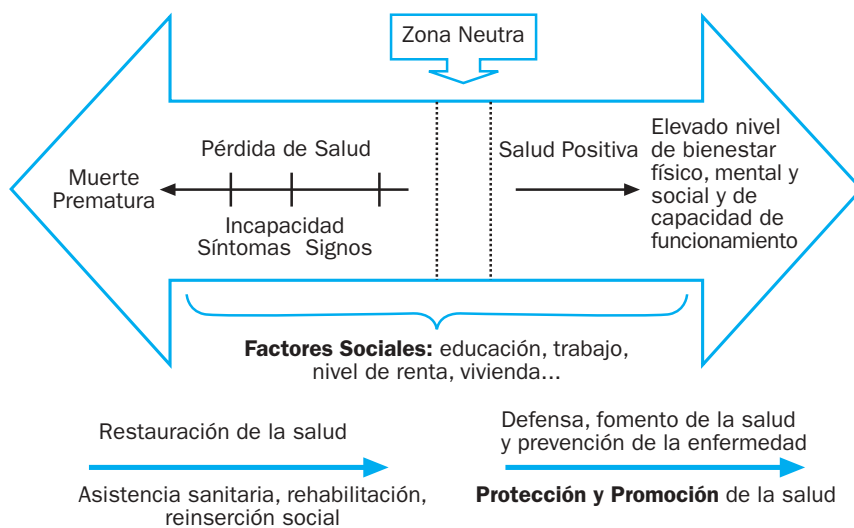 Zona Neutra
Muerte
Prematura
Pérdida de Salud
Incapacidad
Síntomas Signos
Salud Positiva
Elevado nivel
de bienestar
físico, mental y
social y de
capacidad de
funcionamiento
Factores Sociales: educación, trabajo,
nivel de renta, vivienda...
Restauración de la salud
Asistencia sanitaria, rehabilitación,
reinserción social
Defensa, fomento de la salud
y prevención de la enfermedad
Protección y Promoción de la salud